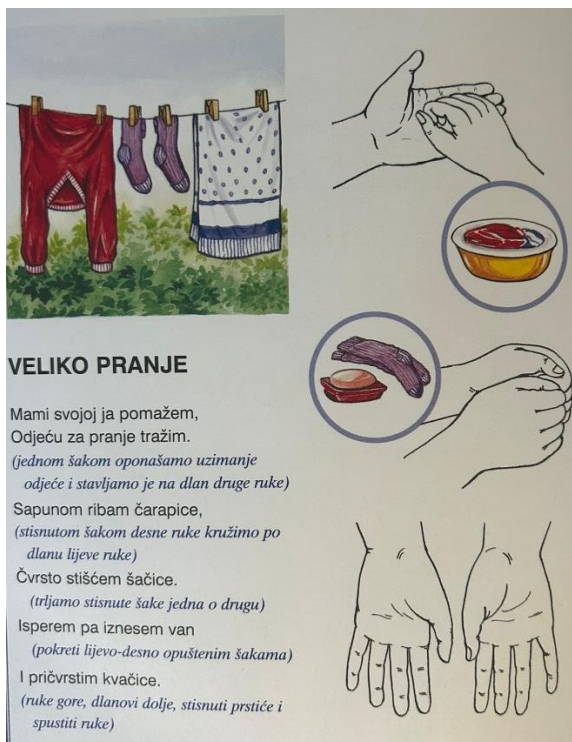 VELIKO PRANJE
Mami svojoj ja pomažem,
Odjeću za pranje tražim.
(jednom šakom oponašamo uzimanje
odjeće i stavljamo je na dlan druge ruke)
Sapunom ribam čarapice,
(stisnutom šakom desne ruke kružimo po
dlanu lijeve ruke)
Čvrsto stišćem šačice.
(trljamo stisnute šake jedna o drugu)
Isperem pa iznesem van
(pokreti lijevo-desno opuštenim šakama)
I pričvrstim kvačice.
(ruke gore, dlanovi dolje, stisnuti prstiće i
spustiti ruke)